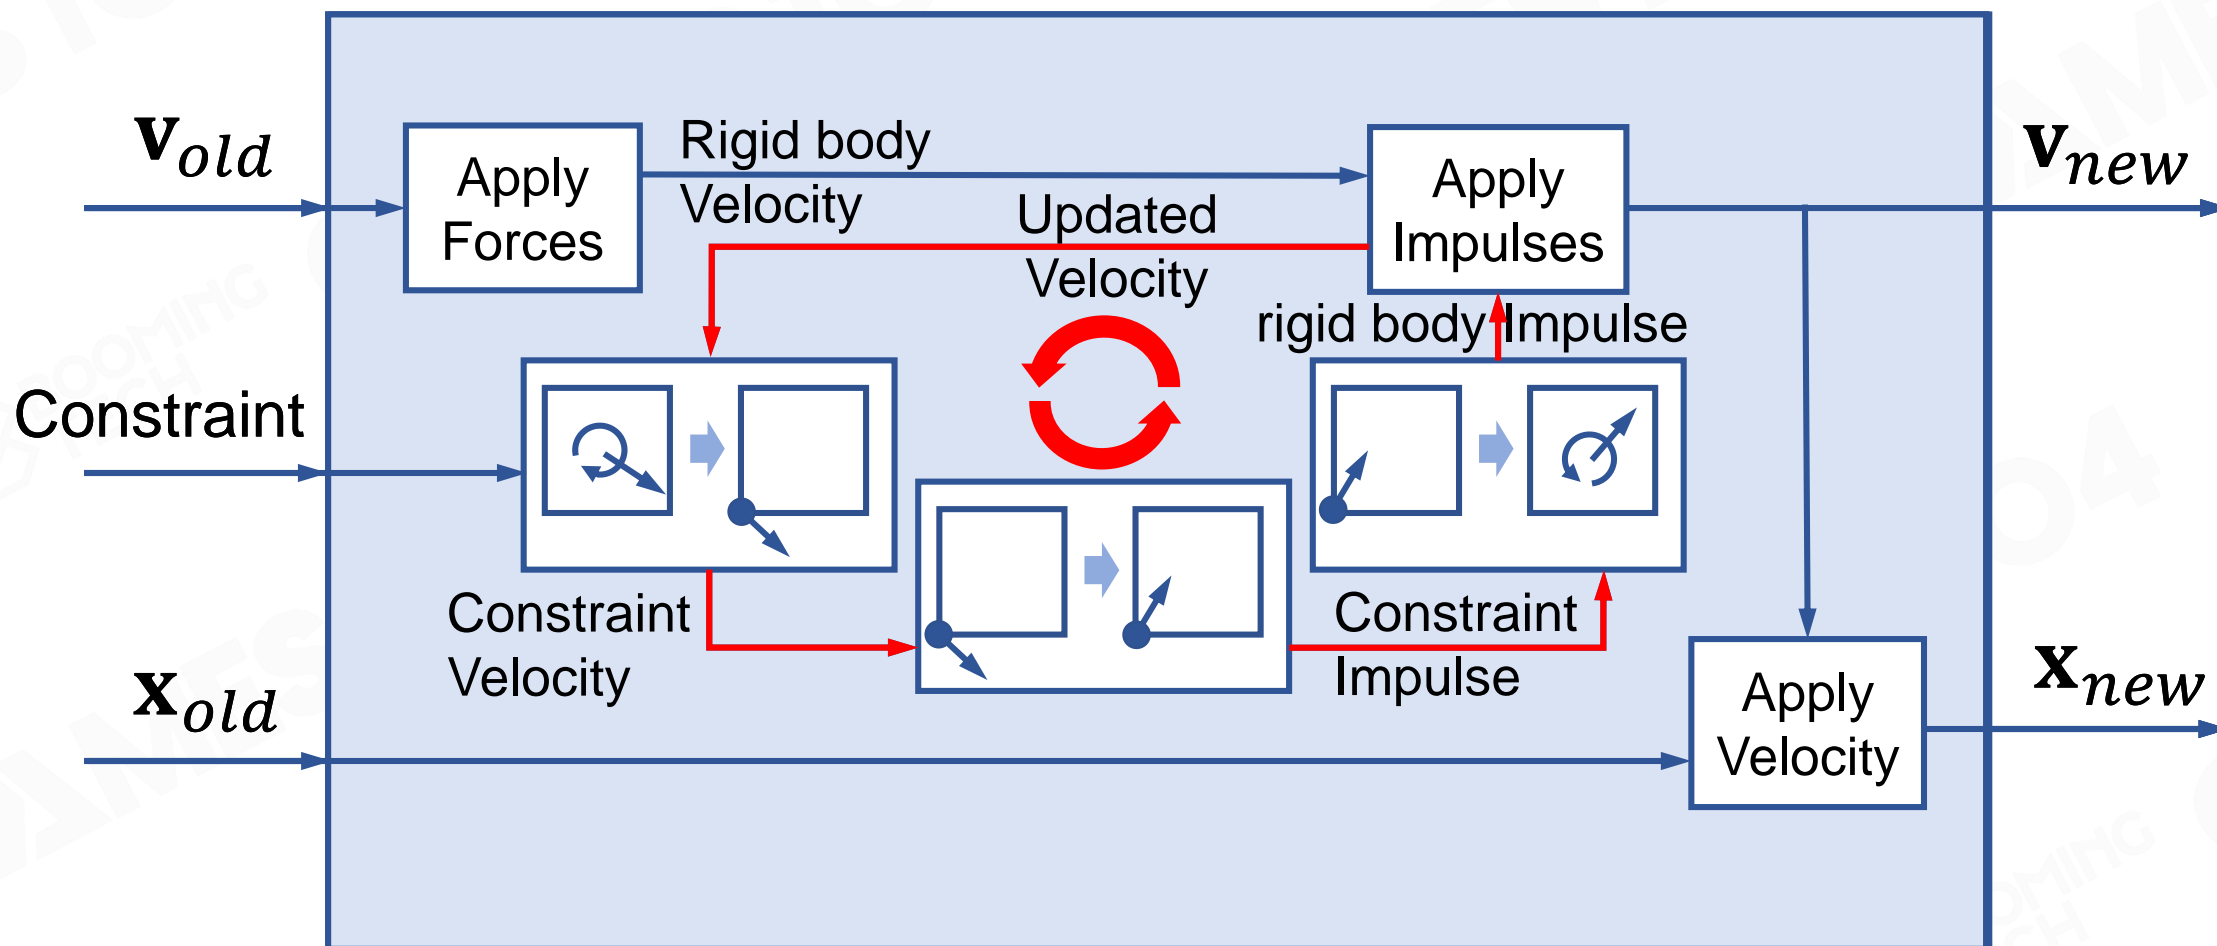 v_old
Apply
Forces
Rigid body
Velocity
Updated
Velocity
Apply
Impulses
v_new
rigid body Impulse
Constraint
Constraint
Velocity
Constraint
Impulse
x_old
Apply
Velocity
x_new